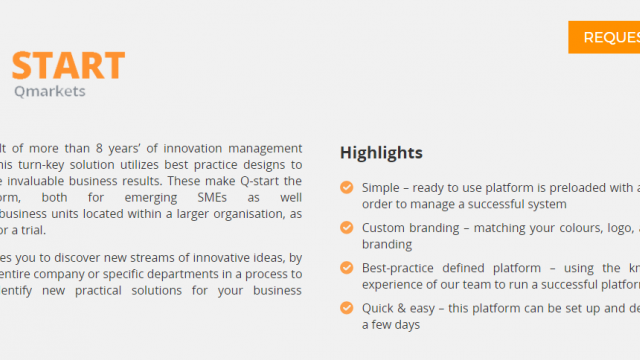 REQUES
START
Qmarkets
lt of more than 8 years' of innovation management
his turn-key solution utilizes best practice designs to
e invaluable business results. These make Q-start the
orm, both for emerging SMEs as well
business units located within a larger organisation, as
or a trial.
es you to discover new streams of innovative ideas, by
entire company or specific departments in a process to
entify new practical solutions for your business
Highlights
Simple – ready to use platform is preloaded with a
order to manage a successful system
Custom branding – matching your colours, logo, a
branding
Best-practice defined platform – using the kn
experience of our team to run a successful platform
Quick & easy – this platform can be set up and de
a few days